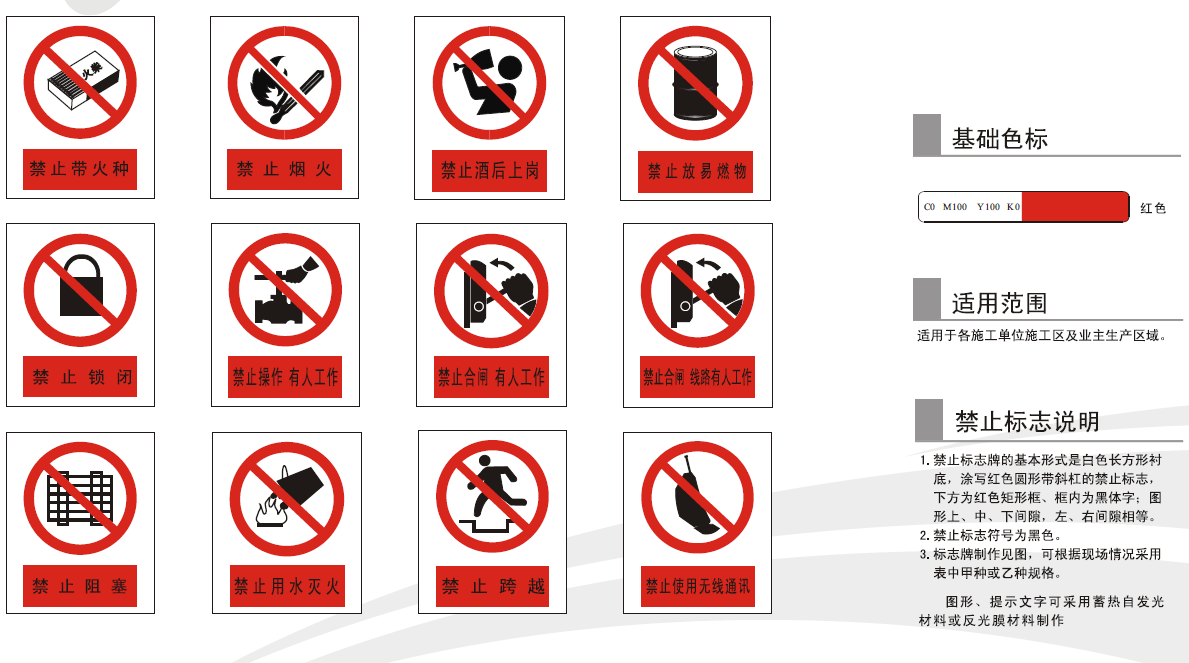 火柴
禁止带火种
禁止烟火
禁止酒后上岗
禁止放易燃物
禁止锁闭
禁止操作 有人工作
禁止合闸 有人工作
禁止合闸 线路有人工作
禁止阻塞
禁止用水灭火
禁止跨越
禁止使用无线通讯
基础色标
C0 M100 Y100 K0
红色
适用范围
适用于各施工单位施工区及业主生产区域。
禁止标志说明
1. 禁止标志牌的基本形式是白色长方形衬
底，涂写红色圆形带斜杠的禁止标志，
下方为红色矩形框、框内为黑体字；图
形上、中、下间隙，左、右间隙相等。
2. 禁止标志符号为黑色。
3. 标志牌制作见图，可根据现场情况采用
表中甲种或乙种规格。
图形、提示文字可采用蓄热自发光
材料或反光膜材料制作